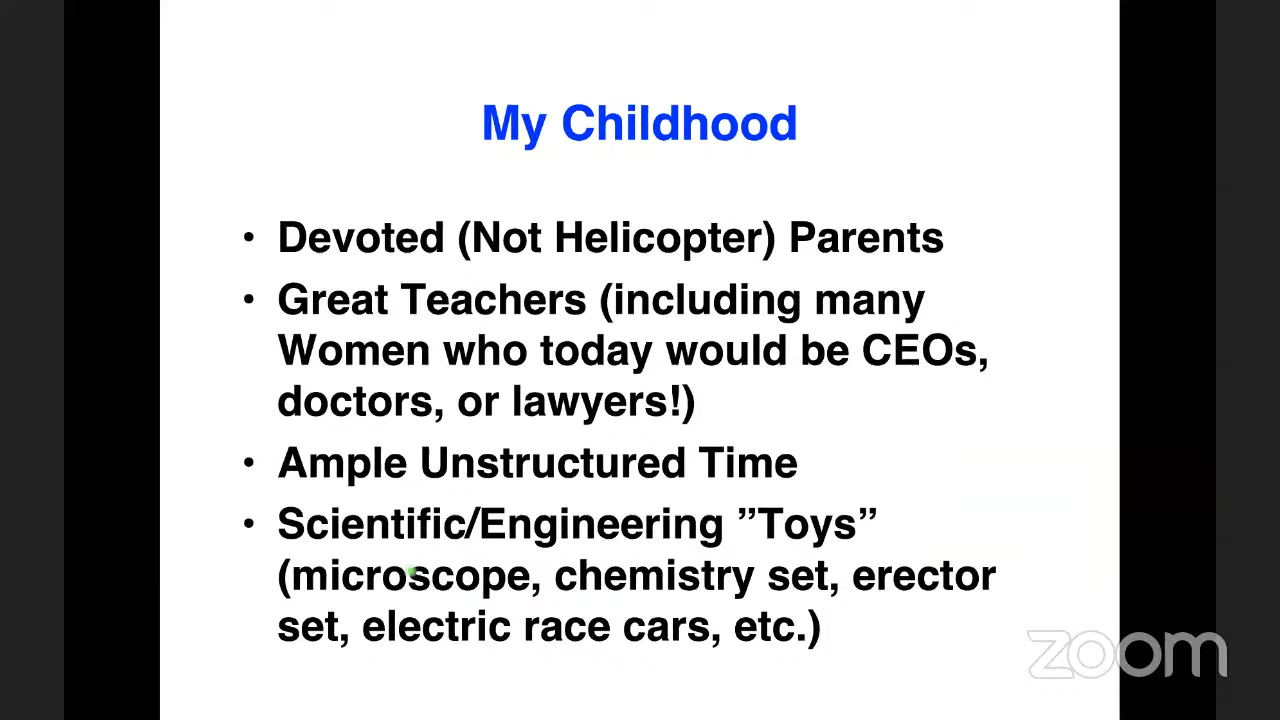 My Childhood
• Devoted (Not Helicopter) Parents
• Great Teachers (including many
Women who today would be CEOs,
doctors, or lawyers!)
• Ample Unstructured Time
• Scientific/Engineering ”Toys”
(microscope, chemistry set, erector
set, electric race cars, etc.)
zoom